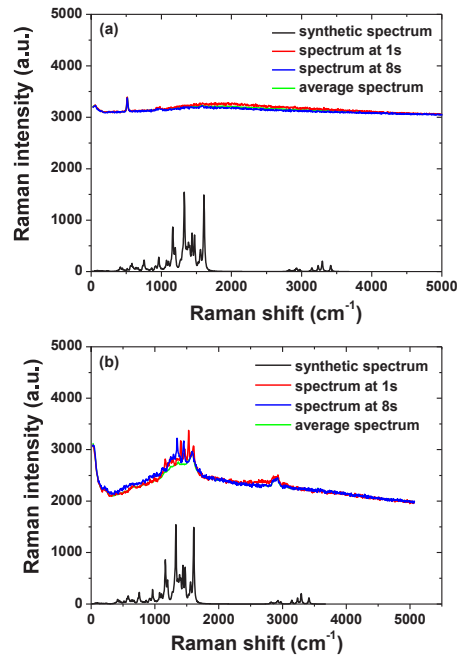 (a)
synthetic spectrum
spectrum at 1s
spectrum at 8s
average spectrum
5000
4000
3000
2000
1000
0
0 1000 2000 3000 4000 5000
Raman intensity (a.u.)
Raman shift (cm⁻¹)
(b)
synthetic spectrum
spectrum at 1s
spectrum at 8s
average spectrum
5000
4000
3000
2000
1000
0
0 1000 2000 3000 4000 5000
Raman intensity (a.u.)
Raman shift (cm⁻¹)